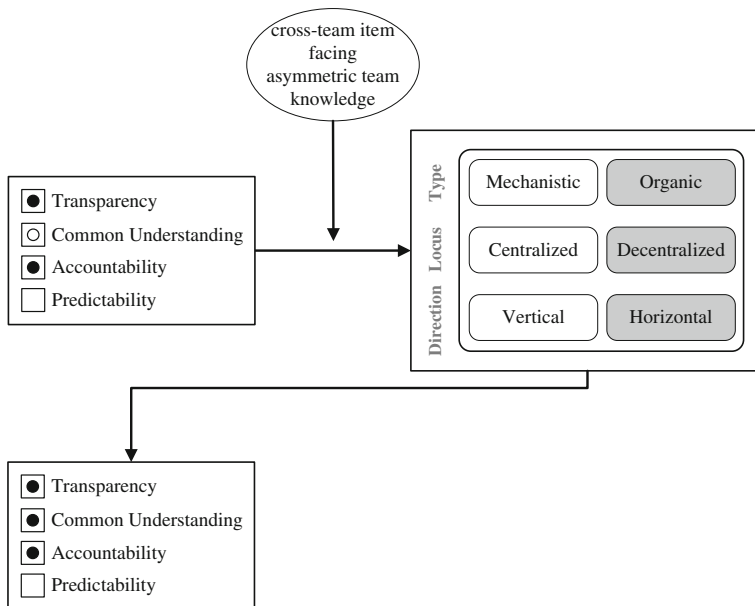 cross-team item
facing
asymmetric team
knowledge
Type
Mechanistic
Organic
Transparency
Common Understanding
Accountability
Predictability
Locus
Centralized
Decentralized
Direction
Vertical
Horizontal
Transparency
Common Understanding
Accountability
Predictability